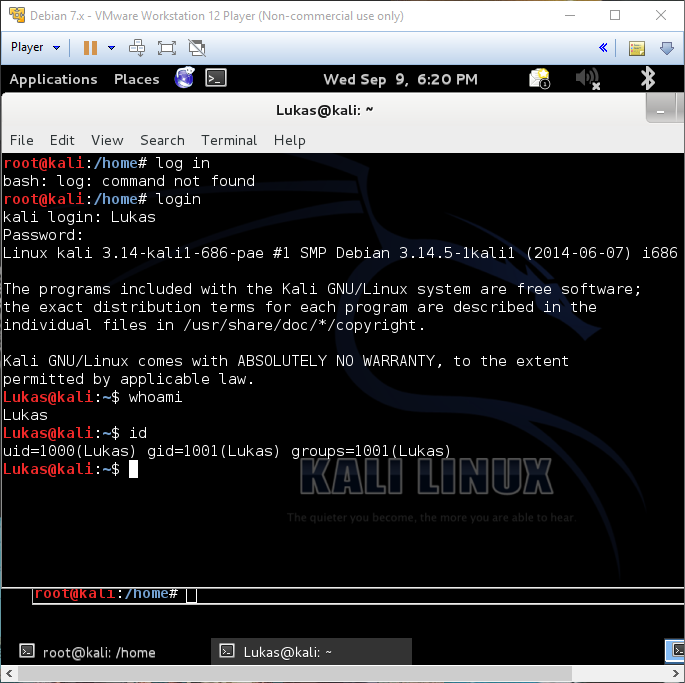 Debian 7.x - VMware Workstation 12 Player (Non-commercial use only)
Player
Applications Places Wed Sep 9, 6:20 PM
Lukas@kali: ~
File Edit View Search Terminal Help
root@kali:/home# log in
bash: log: command not found
root@kali:/home# login
kali login: Lukas
Password:
Linux kali 3.14-kali1-686-pae #1 SMP Debian 3.14.5-1kali1 (2014-06-07) i686
The programs included with the Kali GNU/Linux system are free software;
the exact distribution terms for each program are described in the
individual files in /usr/share/doc/*/copyright.
Kali GNU/Linux comes with ABSOLUTELY NO WARRANTY, to the extent
permitted by applicable law.
Lukas@kali:~$ whoami
Lukas
Lukas@kali:~$ id
uid=1000(Lukas) gid=1001(Lukas) groups=1001(Lukas)
Lukas@kali:~$
KALI LINUX
The quieter you become, the more you are able to hear.
root@kali:/home#
root@kali: /home
Lukas@kali: ~